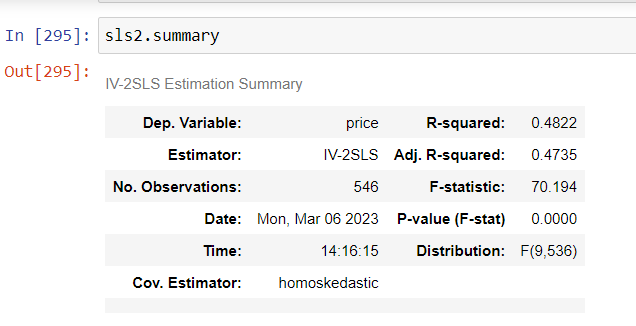 In [295]: sls2.summary
Out[295]:
IV-2SLS Estimation Summary
Dep. Variable: price R-squared: 0.4822
Estimator: IV-2SLS Adj. R-squared: 0.4735
No. Observations: 546 F-statistic: 70.194
Date: Mon, Mar 06 2023 P-value (F-stat) 0.0000
Time: 14:16:15 Distribution: F(9,536)
Cov. Estimator: homoskedastic